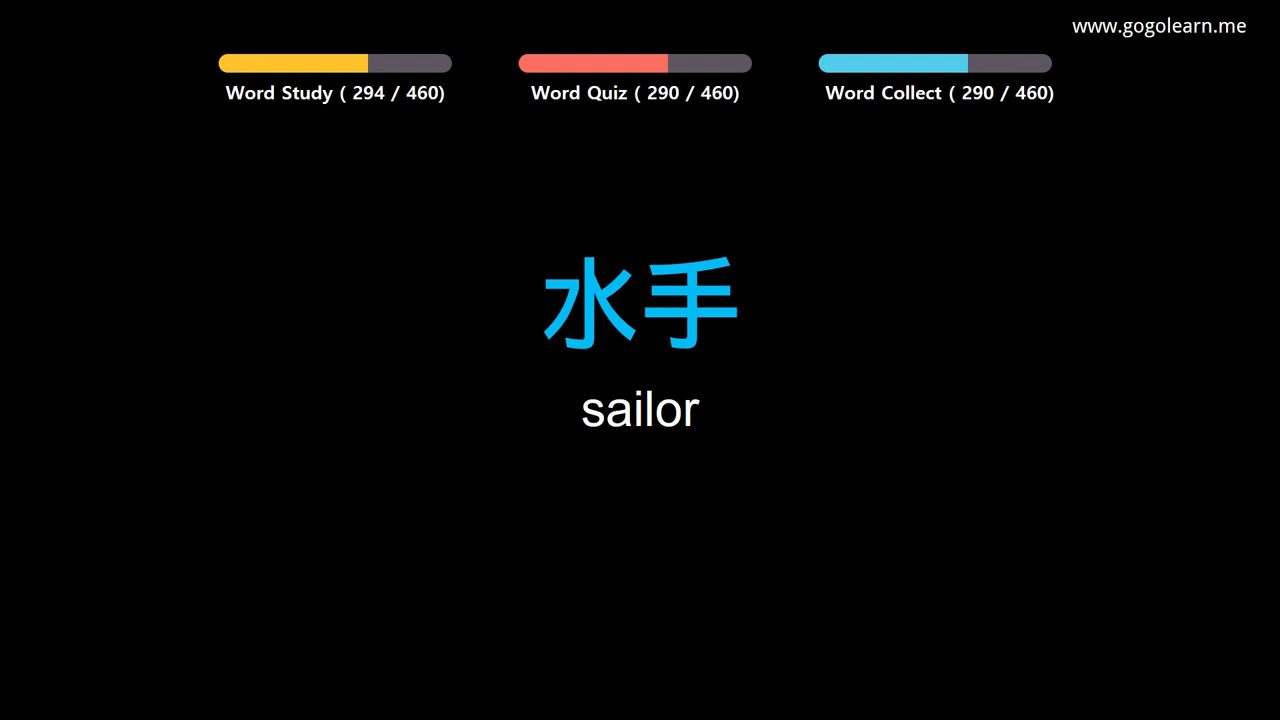 www.gogolearn.me
Word Study ( 294 / 460)
Word Quiz ( 290 / 460)
Word Collect ( 290 / 460)
水手
sailor